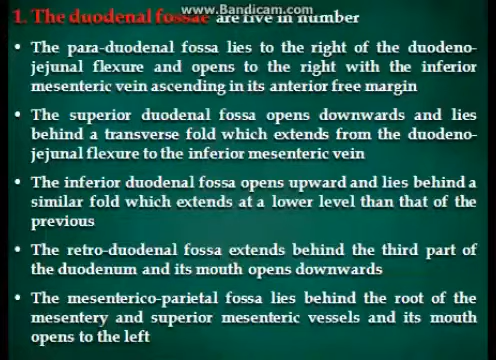 www.Bandicam.com
1. The duodenal fossae are five in number
• The para-duodenal fossa lies to the right of the duodeno-
jejunal flexure and opens to the right with the inferior
mesenteric vein ascending in its anterior free margin
• The superior duodenal fossa opens downwards and lies
behind a transverse fold which extends from the duodeno-
jejunal flexure to the inferior mesenteric vein
• The inferior duodenal fossa opens upward and lies behind a
similar fold which extends at a lower level than that of the
previous
• The retro-duodenal fossa extends behind the third part of
the duodenum and its mouth opens downwards
• The mesenterico-parietal fossa lies behind the root of the
mesentery and superior mesenteric vessels and its mouth
opens to the left